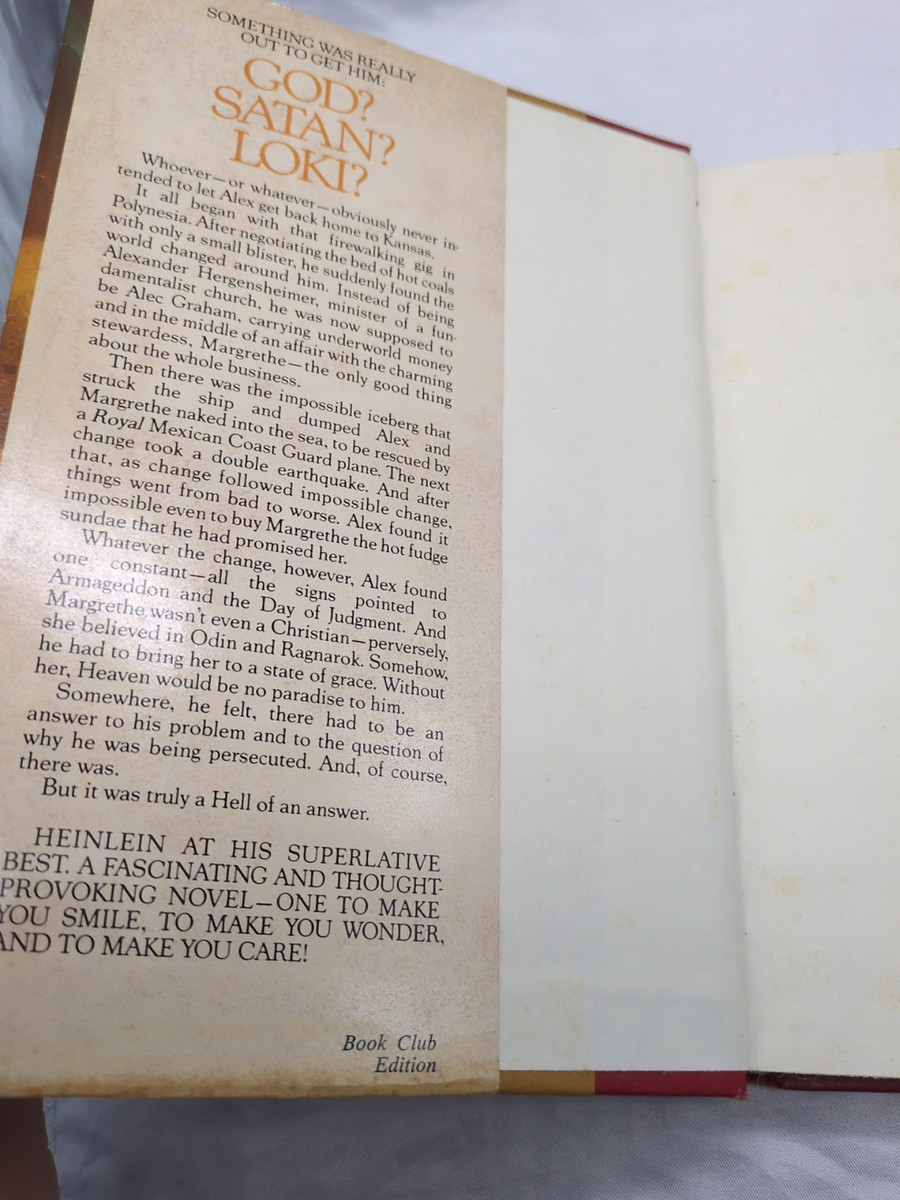 SOMETHING WAS REALLY
OUT TO GET HIM:
GOD?
SATAN?
LOKI?
Whoever—or whatever—obviously never in-
tended to let Alex get back home to Kansas.
It all began with that firewalking gig in
Polynesia. After negotiating the bed of hot coals
with only a small blister, he suddenly found the
world changed around him. Instead of being
Alexander Hergensheimer, minister of a fun-
damentalist church, he was now supposed to
be Alec Graham, carrying underworld money
and in the middle of an affair with the charming
stewardess, Margrethe—the only good thing
about the whole business.
Then there was the impossible iceberg that
struck the ship and dumped Alex and
Margrethe naked into the sea, to be rescued by
a Royal Mexican Coast Guard plane. The next
change took a double earthquake. And after
that, as change followed impossible change,
things went from bad to worse. Alex found it
impossible even to buy Margrethe the hot fudge
sundae that he had promised her.
Whatever the change, however, Alex found
one constant—all the signs pointed to
Armageddon and the Day of Judgment. And
Margrethe wasn't even a Christian—perversely,
she believed in Odin and Ragnarok. Somehow,
he had to bring her to a state of grace. Without
her, Heaven would be no paradise to him.
Somewhere, he felt, there had to be an
answer to his problem and to the question of
why he was being persecuted. And, of course,
there was.
But it was truly a Hell of an answer.
HEINLEIN AT HIS SUPERLATIVE
BEST. A FASCINATING AND THOUGHT-
PROVOKING NOVEL—ONE TO MAKE
YOU SMILE, TO MAKE YOU WONDER,
AND TO MAKE YOU CARE!
Book Club
Edition